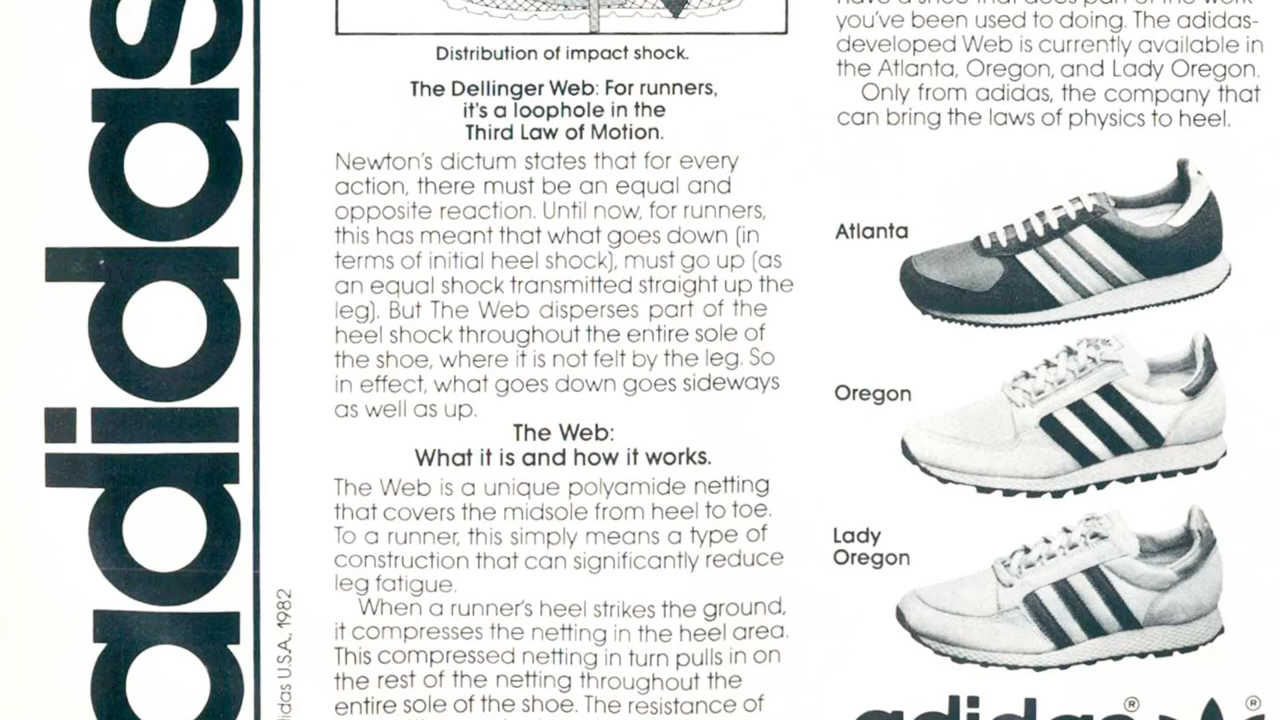 adidas
adidas U.S.A. 1982
Distribution of impact shock.
The Dellinger Web: For runners,
it's a loophole in the
Third Law of Motion.
Newton's dictum states that for every
action, there must be an equal and
opposite reaction. Until now, for runners,
this has meant that what goes down (in
terms of initial heel shock), must go up (as
an equal shock transmitted straight up the
leg). But The Web disperses part of the
heel shock throughout the entire sole of
the shoe, where it is not felt by the leg. So
in effect, what goes down goes sideways
as well as up.
The Web:
What it is and how it works.
The Web is a unique polyamide netting
that covers the midsole from heel to toe.
To a runner, this simply means a type of
construction that can significantly reduce
leg fatigue.
When a runner's heel strikes the ground,
it compresses the netting in the heel area.
This compressed netting in turn pulls in on
the rest of the netting throughout the
entire sole of the shoe. The resistance of
have a shoe that does part of the work
you've been used to doing. The adidas-
developed Web is currently available in
the Atlanta, Oregon, and Lady Oregon.
Only from adidas, the company that
can bring the laws of physics to heel.
Atlanta
Oregon
Lady
Oregon
adidas® ®